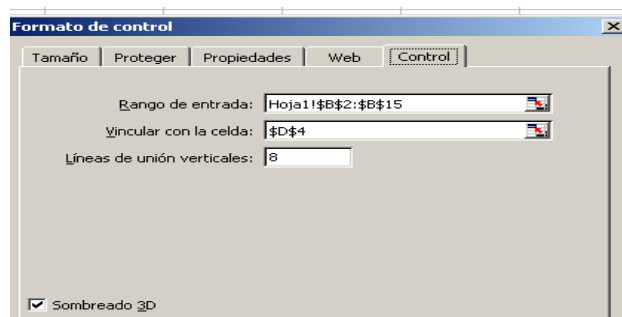 Formato de control
Tamaño Proteger Propiedades Web Control
Rango de entrada: Hoja1!$B$2:$B$15
Vincular con la celda: $D$4
Líneas de unión verticales: 8
Sombreado 3D